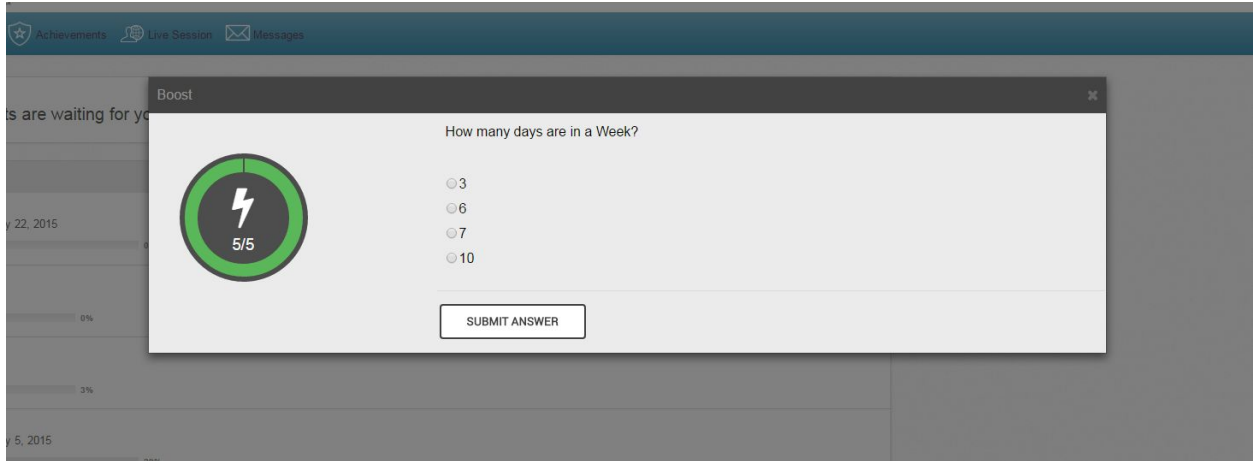 Achievements Live Session Messages
ts are waiting for yo
Boost
How many days are in a Week?
3
6
7
10
5/5
SUBMIT ANSWER
y 22, 2015
0%
3%
y 5, 2015